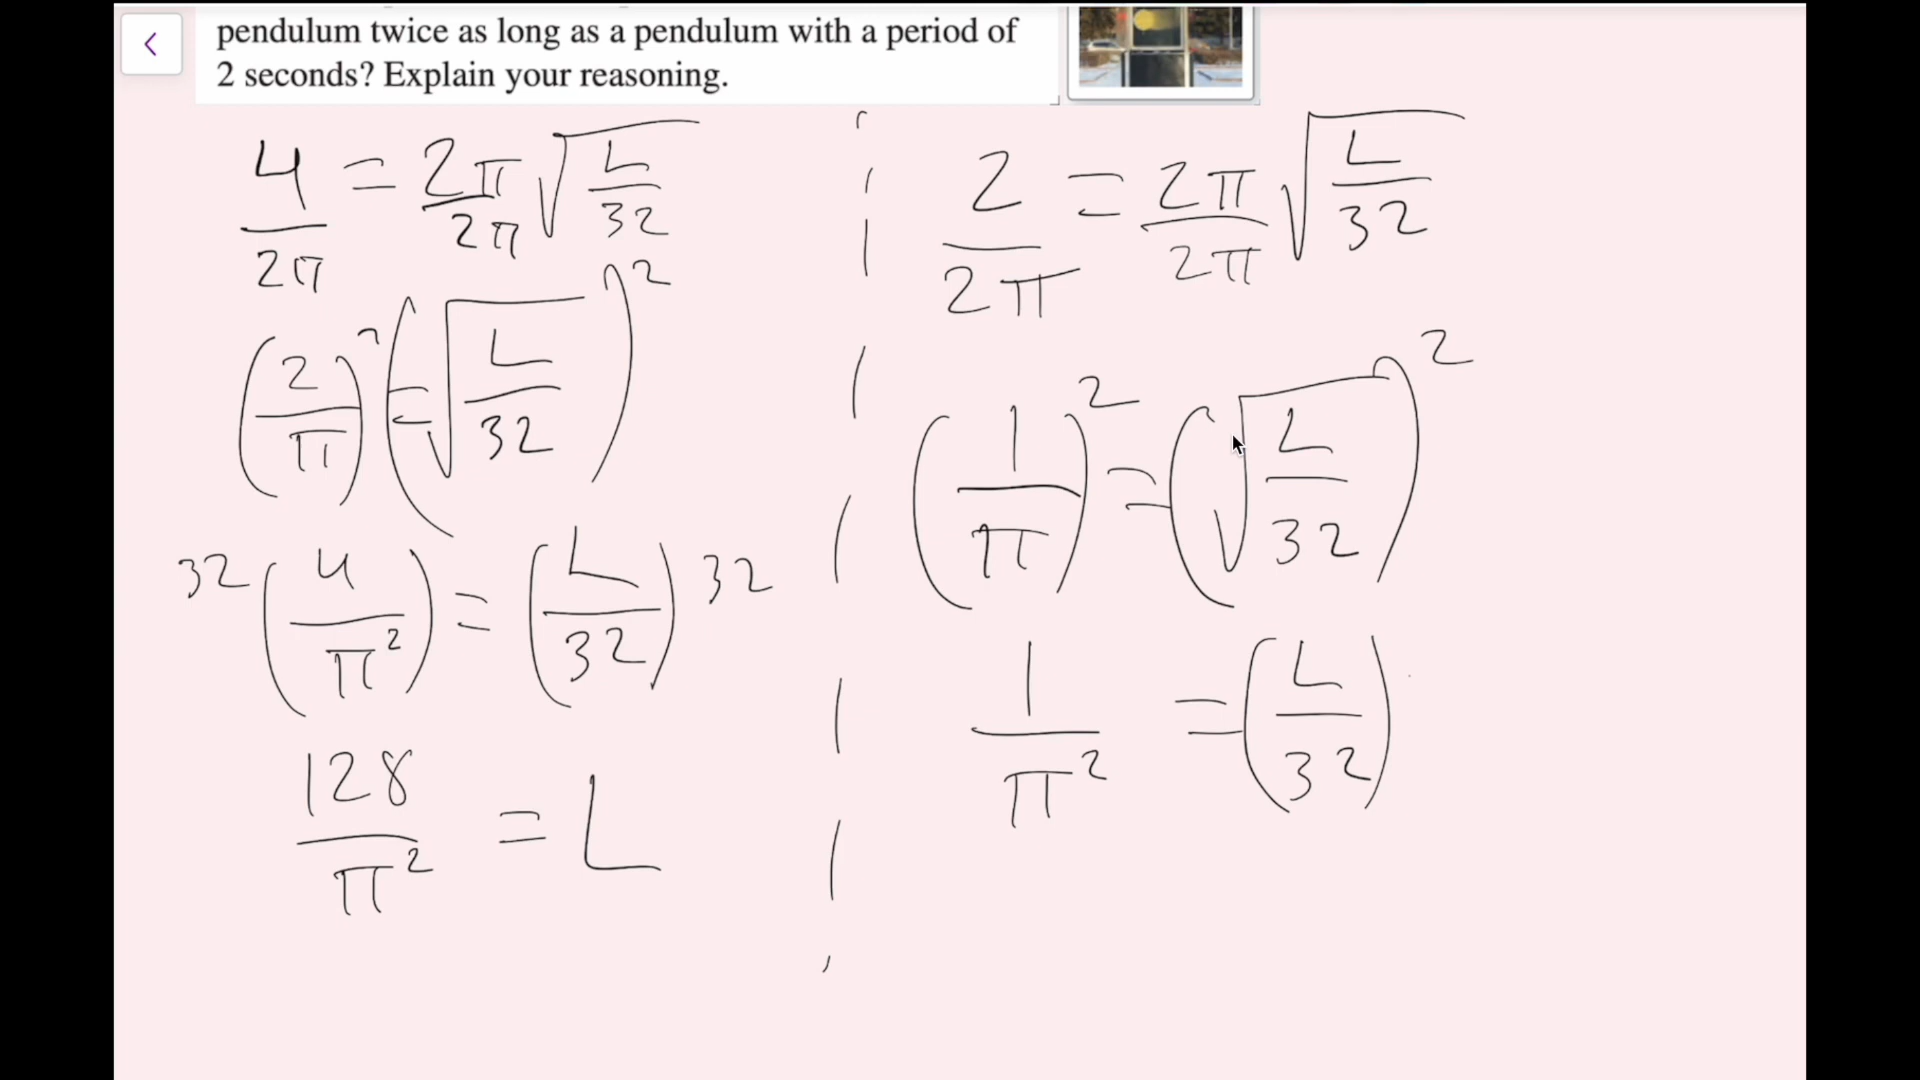 pendulum twice as long as a pendulum with a period of
2 seconds? Explain your reasoning.
4/2π = 2π/2π √(L/32)
(2/π)² = (√(L/32))²
32(4/π²) = (L/32)32
128/π² = L
2/2π = 2π/2π √(L/32)
(1/π)² = (√(L/32))²
1/π² = (L/32)